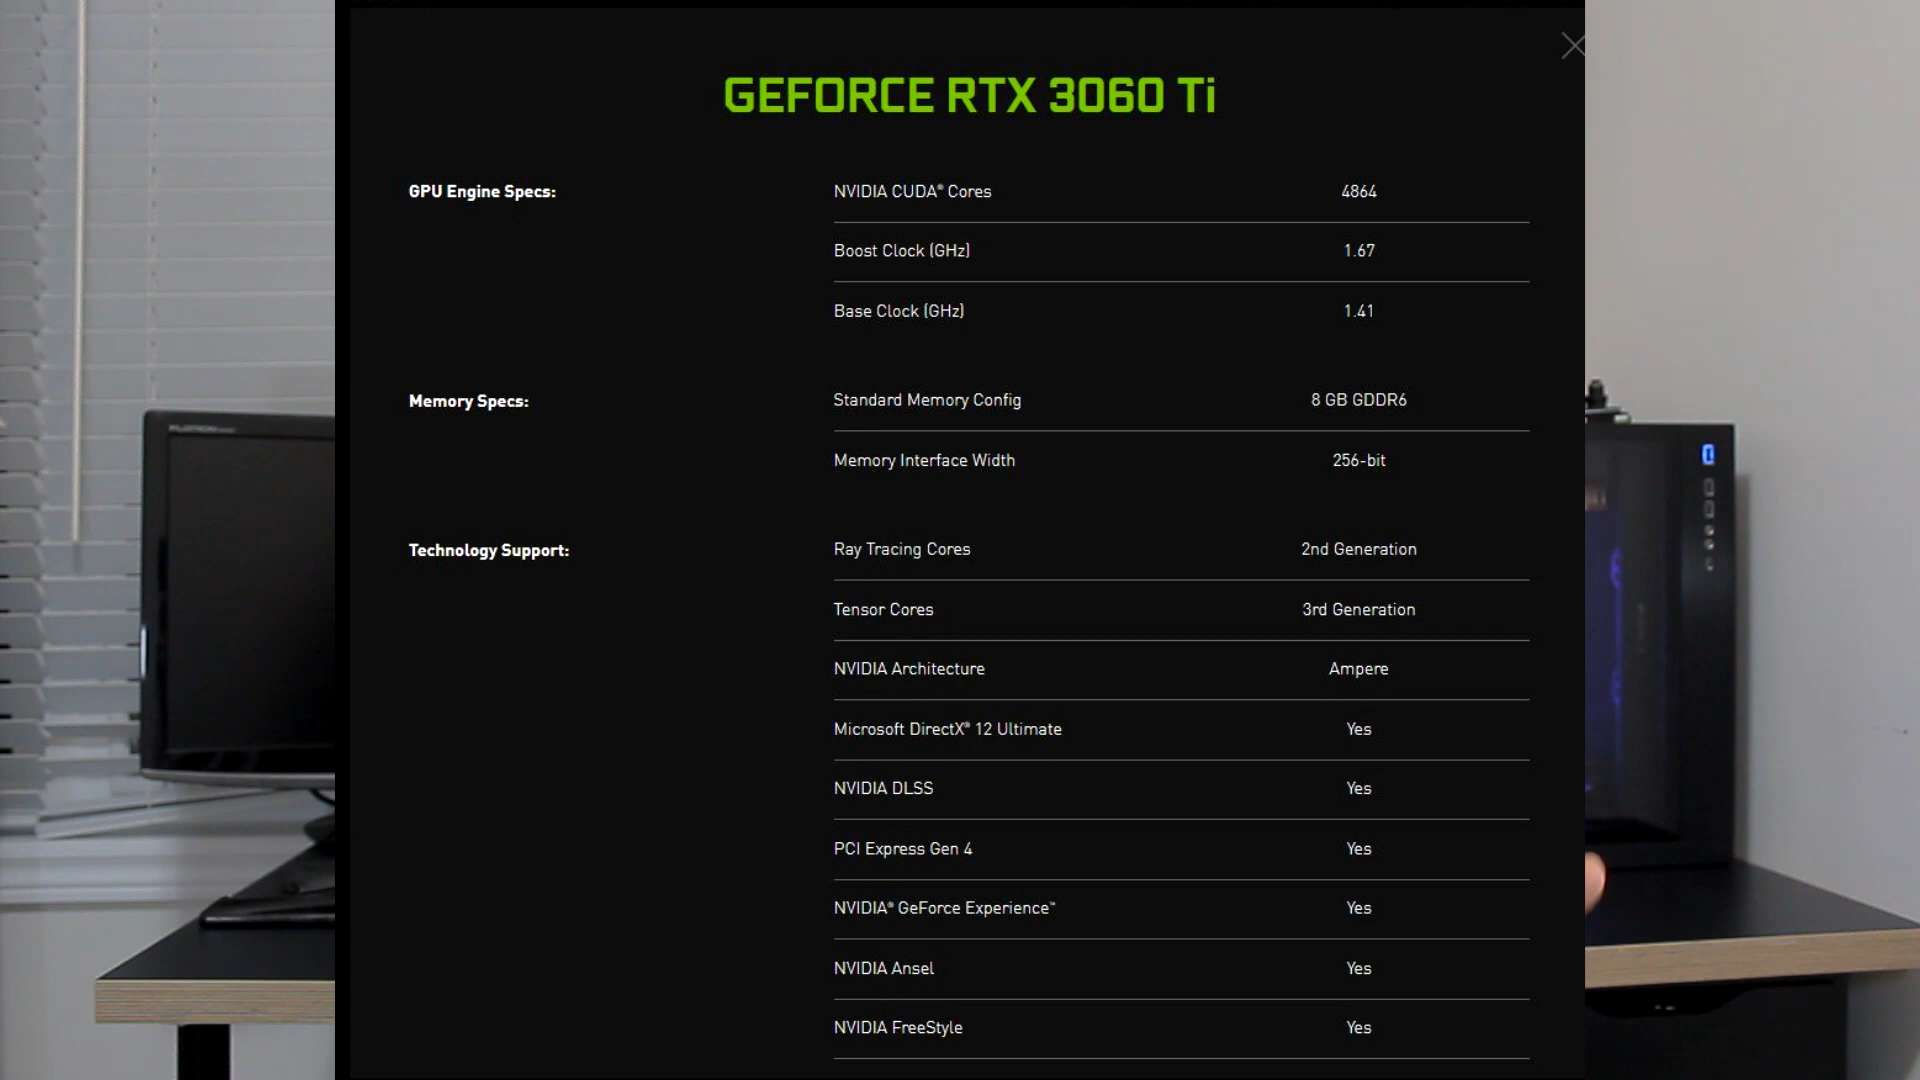 GEFORCE RTX 3060 Ti
GPU Engine Specs: NVIDIA CUDA® Cores 4864
Boost Clock (GHz) 1.67
Base Clock (GHz) 1.41
Memory Specs: Standard Memory Config 8 GB GDDR6
Memory Interface Width 256-bit
Technology Support: Ray Tracing Cores 2nd Generation
Tensor Cores 3rd Generation
NVIDIA Architecture Ampere
Microsoft DirectX® 12 Ultimate Yes
NVIDIA DLSS Yes
PCI Express Gen 4 Yes
NVIDIA® GeForce Experience™ Yes
NVIDIA Ansel Yes
NVIDIA FreeStyle Yes